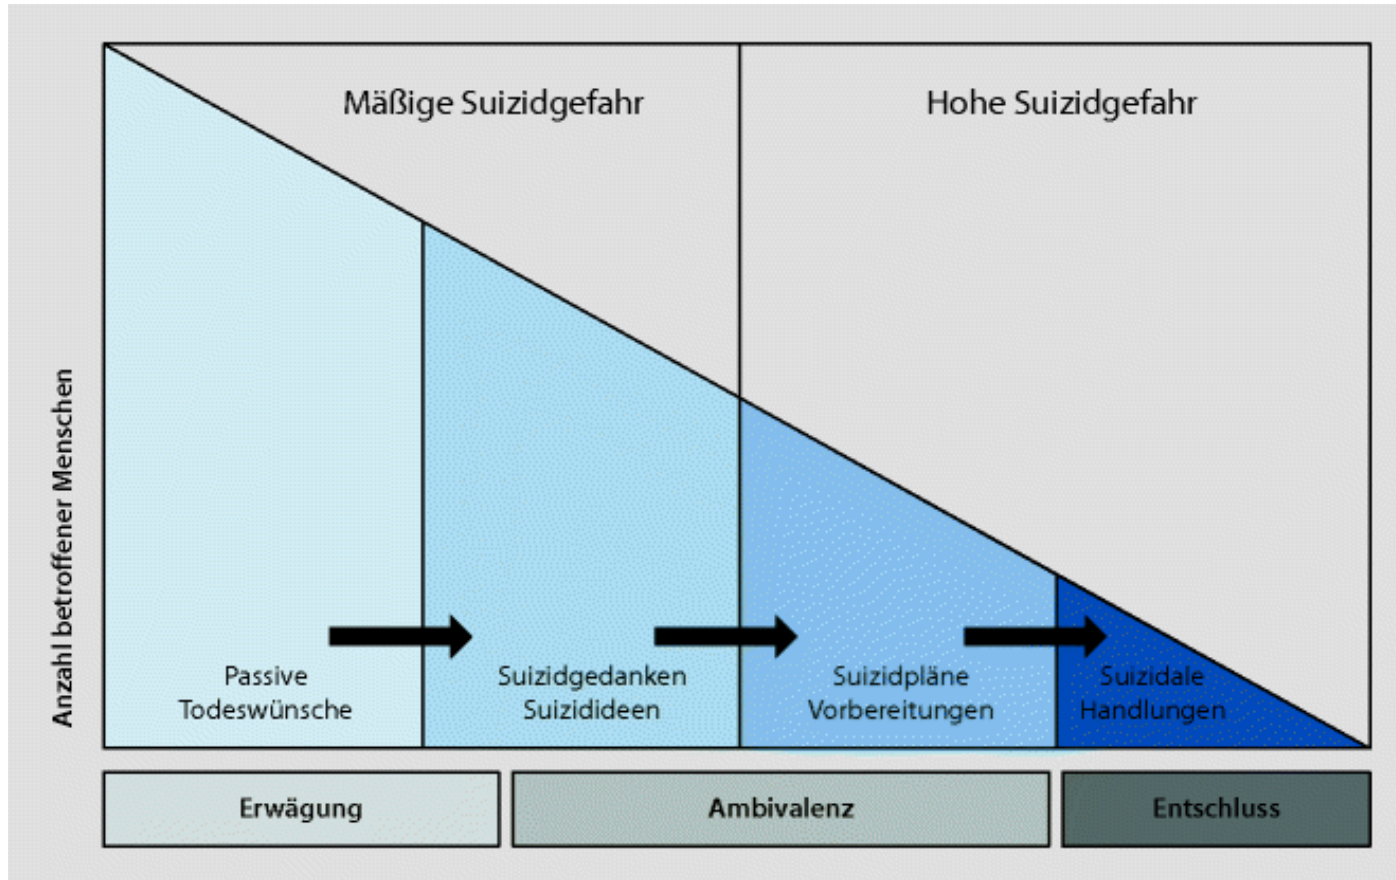 Mäßige Suizidgefahr
Hohe Suizidgefahr
Anzahl betroffener Menschen
Passive
Todeswünsche
Suizidgedanken
Suizidideen
Suizidpläne
Vorbereitungen
Suizidale
Handlungen
Erwägung
Ambivalenz
Entschluss